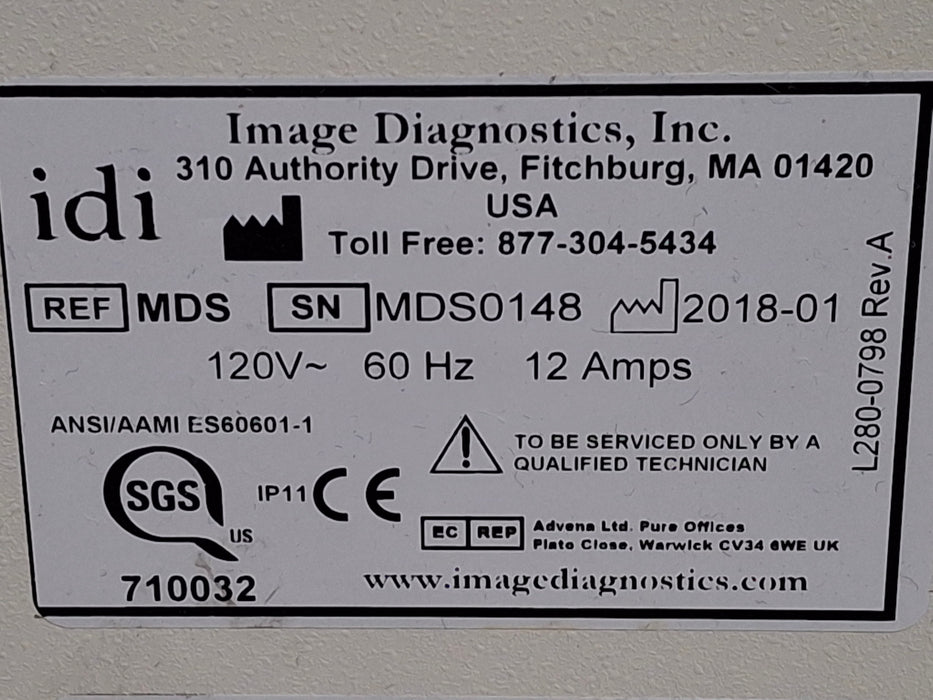 Image Diagnostics, Inc.
idi
310 Authority Drive, Fitchburg, MA 01420
USA
Toll Free: 877-304-5434
REF MDS SN MDS0148 2018-01
120V~ 60 Hz 12 Amps
L280-0798 Rev.A
ANSI/AAMI ES60601-1
TO BE SERVICED ONLY BY A
QUALIFIED TECHNICIAN
SGS US
IP11 CE
EC REP Advena Ltd. Pure Offices
Plato Close, Warwick CV34 6WE UK
710032
www.imagediagnostics.com